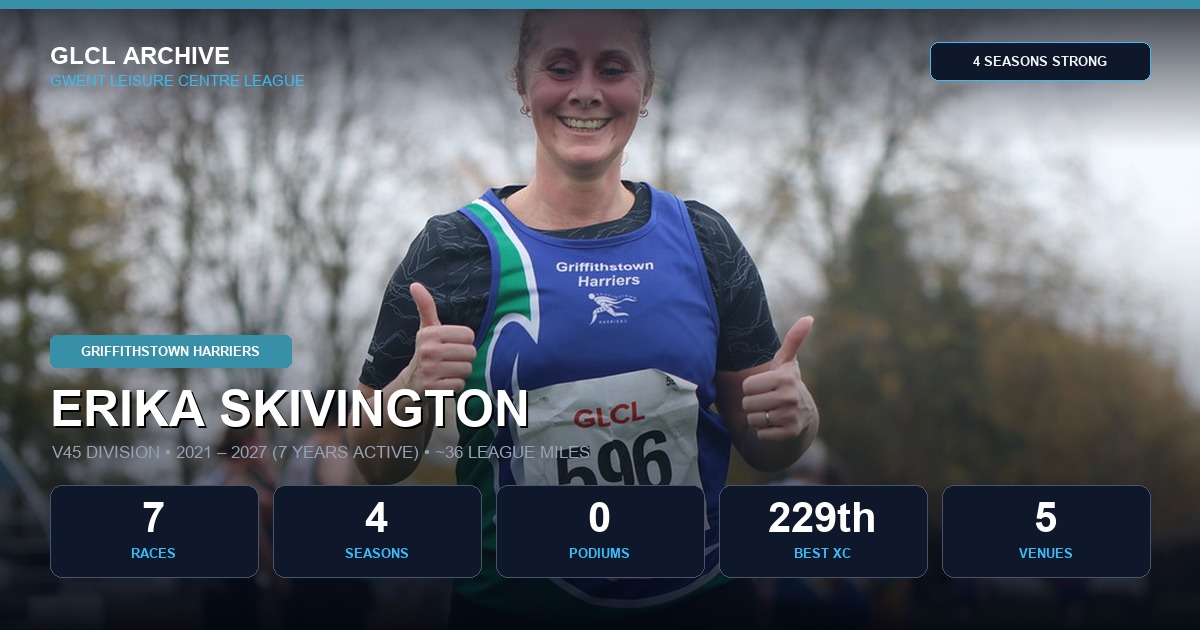 GLCL ARCHIVE
GWENT LEISURE CENTRE LEAGUE
4 SEASONS STRONG
Griffithstown
Harriers
HARRIERS
GLCL
596
GRIFFITHSTOWN HARRIERS
ERIKA SKIVINGTON
V45 DIVISION • 2021 – 2027 (7 YEARS ACTIVE) • ~36 LEAGUE MILES
7
RACES
4
SEASONS
0
PODIUMS
229th
BEST XC
5
VENUES